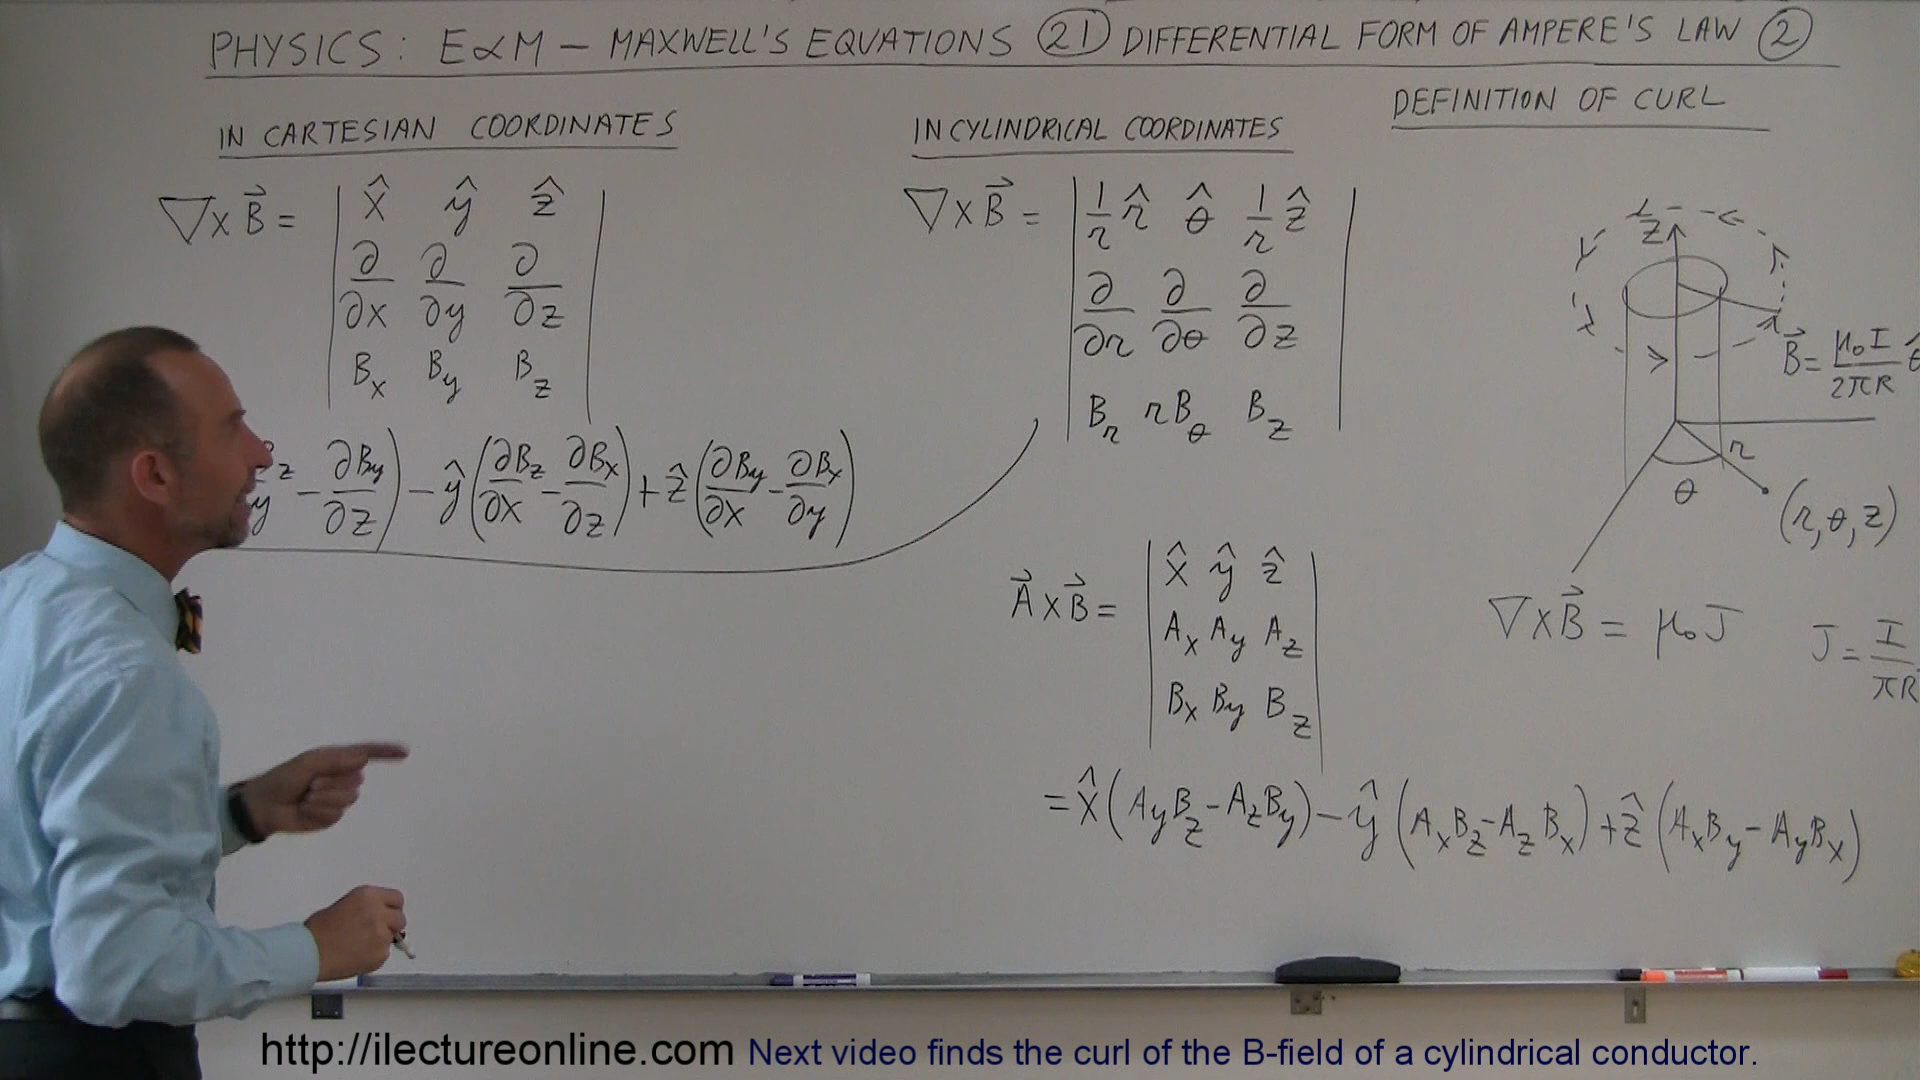 PHYSICS: E&M – MAXWELL'S EQUATIONS (21) DIFFERENTIAL FORM OF AMPERE'S LAW (2)
IN CARTESIAN COORDINATES
∇ x B⃗ = | x̂ ŷ ẑ |
| ∂/∂x ∂/∂y ∂/∂z |
| Bx By Bz |
z/y – ∂By/∂z) – ŷ(∂Bz/∂x – ∂Bx/∂z) + ẑ(∂By/∂x – ∂Bx/∂y)
IN CYLINDRICAL COORDINATES
∇ x B⃗ = | 1/r r̂ θ̂ 1/r ẑ |
| ∂/∂r ∂/∂θ ∂/∂z |
| Br rBθ Bz |
A⃗ x B⃗ = | x̂ ŷ ẑ |
| Ax Ay Az |
| Bx By Bz |
= x̂(AyBz – AzBy) – ŷ(AxBz – AzBx) + ẑ(AxBy – AyBx)
DEFINITION OF CURL
z
B⃗ = μ₀I/2πR θ̂
r
θ
(r, θ, z)
∇ x B⃗ = μ₀J
J = I/πR
http://ilectureonline.com Next video finds the curl of the B-field of a cylindrical conductor.